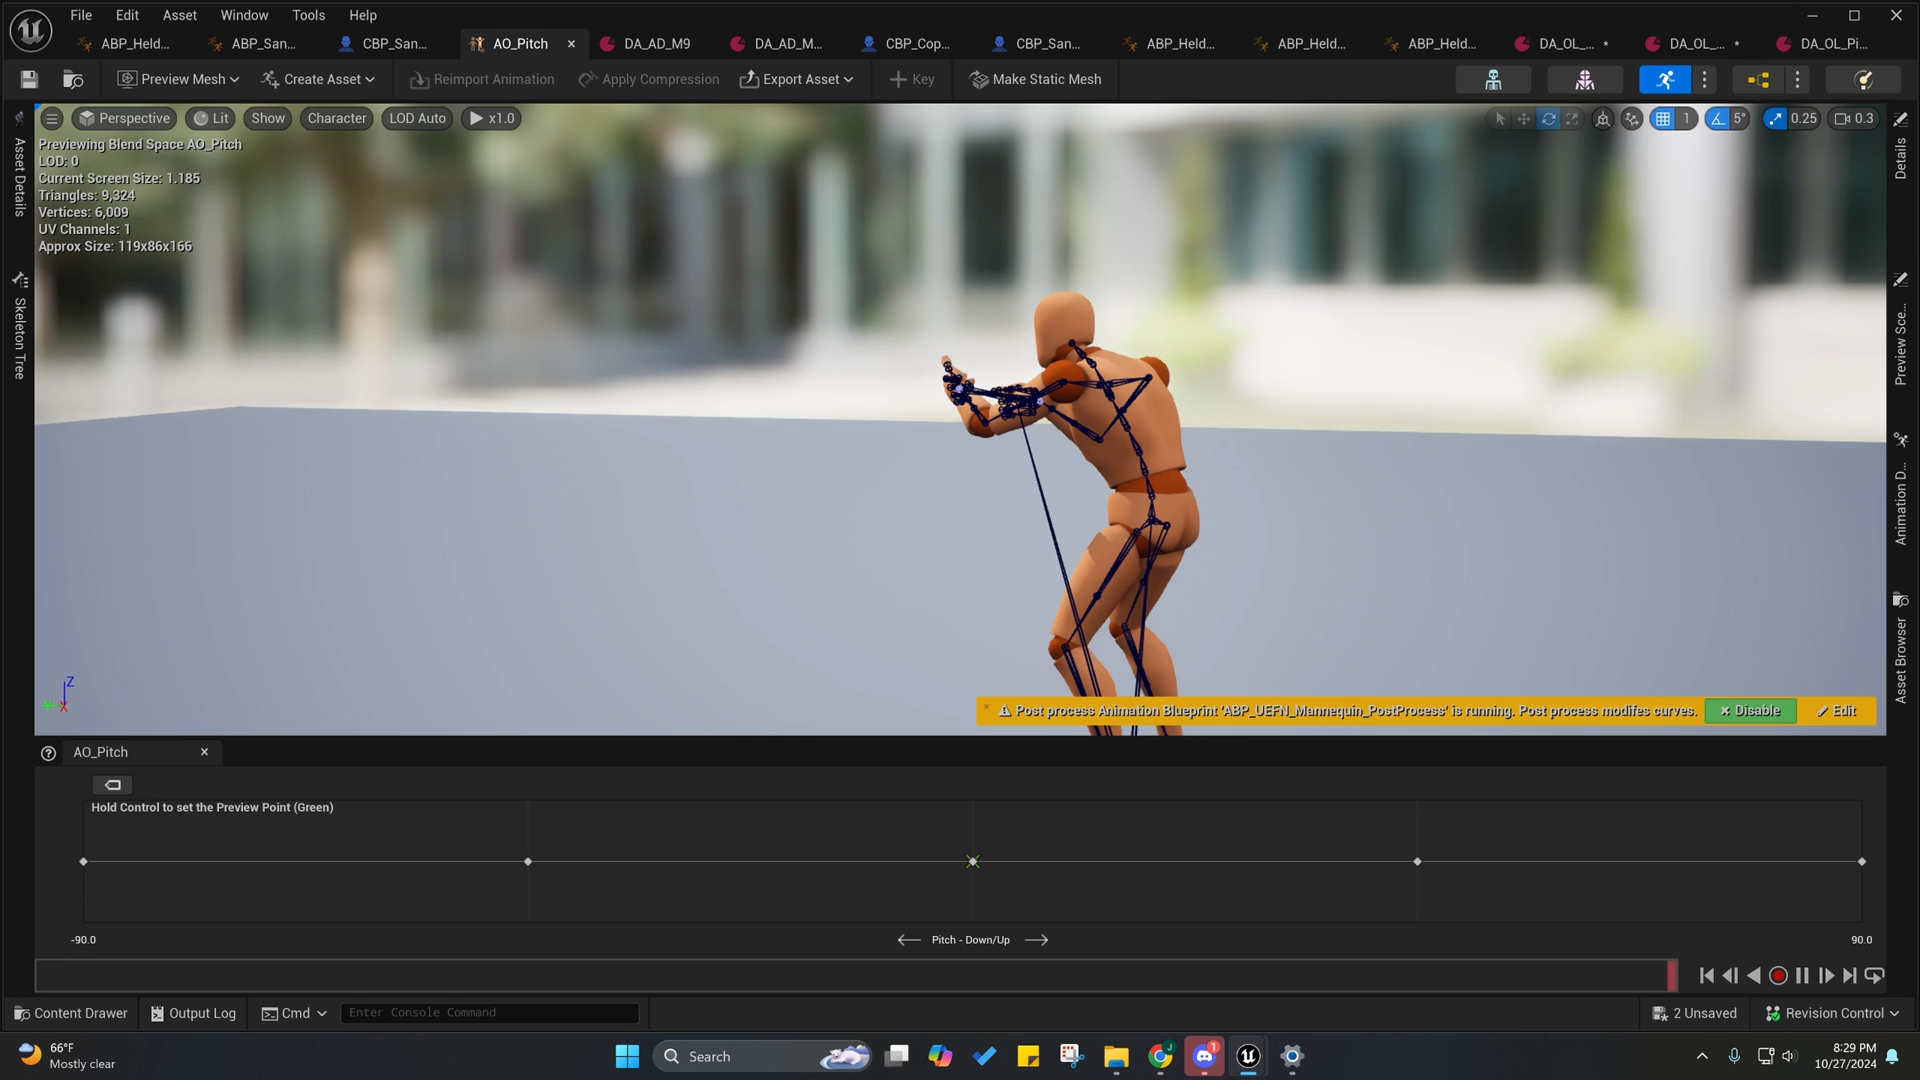 File Edit Asset Window Tools Help
ABP_Held... ABP_San... CBP_San... AO_Pitch DA_AD_M9 DA_AD_M... CBP_Cop... CBP_San... ABP_Held... ABP_Held... ABP_Held... DA_OL_... • DA_OL_... • DA_OL_Pi...
Preview Mesh Create Asset Reimport Animation Apply Compression Export Asset Key Make Static Mesh
Perspective Lit Show Character LOD Auto x1.0 1 5° 0.25 0.3
Previewing Blend Space AO_Pitch
LOD: 0
Current Screen Size: 1.185
Triangles: 9,324
Vertices: 6,009
UV Channels: 1
Approx Size: 119x86x166
Asset Details
Skeleton Tree
Details
Preview Sce...
Animation D...
Asset Browser
Z
X
Post process Animation Blueprint 'ABP_UEFN_Mannequin_PostProcess' is running. Post process modifes curves. Disable Edit
AO_Pitch
Hold Control to set the Preview Point (Green)
-90.0 Pitch - Down/Up 90.0
Content Drawer Output Log Cmd Enter Console Command 2 Unsaved Revision Control
66°F
Mostly clear
Search
J
1
8:29 PM
10/27/2024